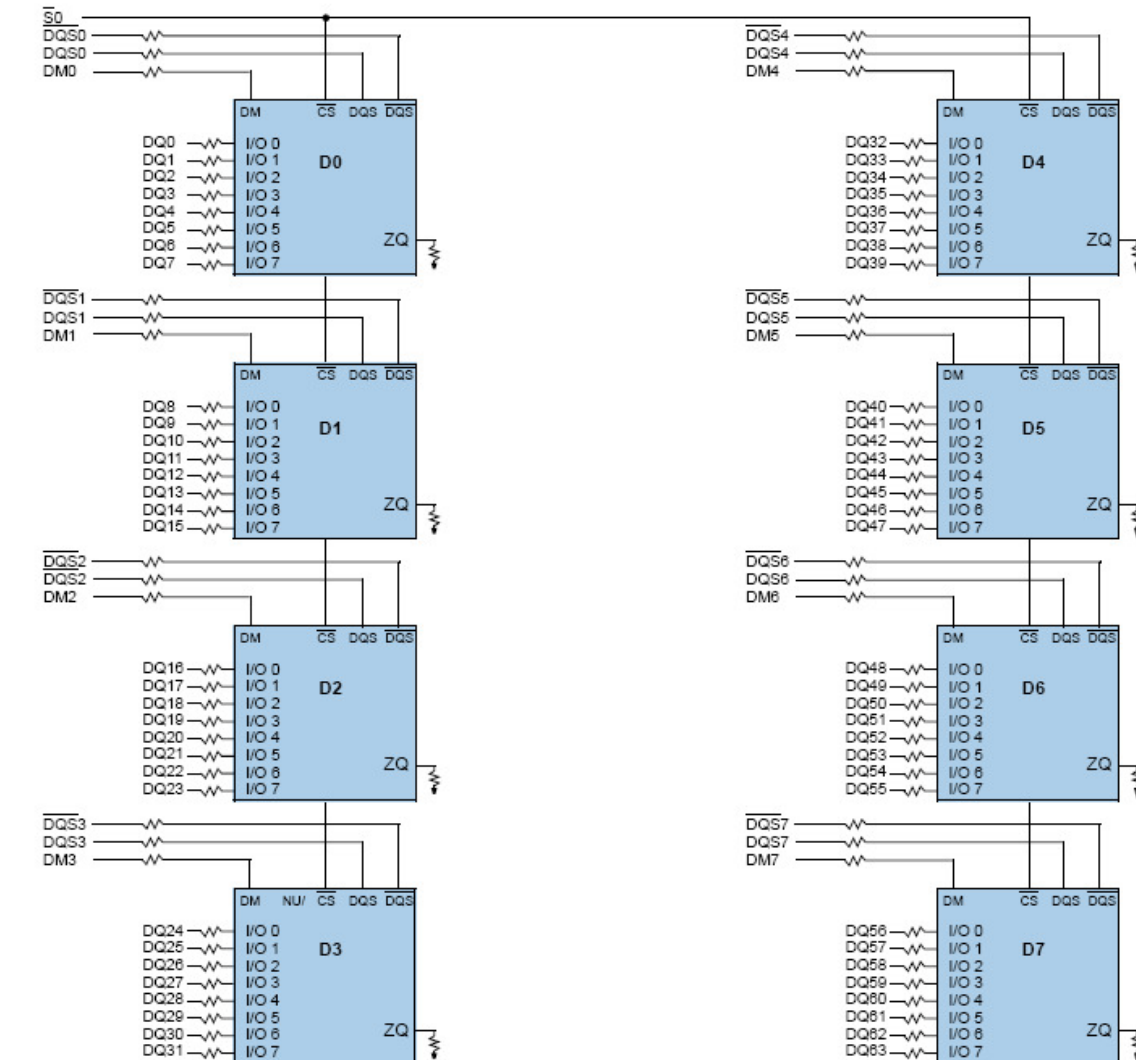 S0
DQS0
DQS0
DM0
DM CS DQS DQS
DQ0 I/O 0
DQ1 I/O 1 D0
DQ2 I/O 2
DQ3 I/O 3
DQ4 I/O 4
DQ5 I/O 5
DQ6 I/O 6 ZQ
DQ7 I/O 7
DQS1
DQS1
DM1
DM CS DQS DQS
DQ8 I/O 0
DQ9 I/O 1 D1
DQ10 I/O 2
DQ11 I/O 3
DQ12 I/O 4
DQ13 I/O 5
DQ14 I/O 6 ZQ
DQ15 I/O 7
DQS2
DQS2
DM2
DM CS DQS DQS
DQ16 I/O 0
DQ17 I/O 1 D2
DQ18 I/O 2
DQ19 I/O 3
DQ20 I/O 4
DQ21 I/O 5
DQ22 I/O 6 ZQ
DQ23 I/O 7
DQS3
DQS3
DM3
DM NU/ CS DQS DQS
DQ24 I/O 0
DQ25 I/O 1 D3
DQ26 I/O 2
DQ27 I/O 3
DQ28 I/O 4
DQ29 I/O 5
DQ30 I/O 6 ZQ
DQ31 I/O 7
DQS4
DQS4
DM4
DM CS DQS DQS
DQ32 I/O 0
DQ33 I/O 1 D4
DQ34 I/O 2
DQ35 I/O 3
DQ36 I/O 4
DQ37 I/O 5
DQ38 I/O 6 ZQ
DQ39 I/O 7
DQS5
DQS5
DM5
DM CS DQS DQS
DQ40 I/O 0
DQ41 I/O 1 D5
DQ42 I/O 2
DQ43 I/O 3
DQ44 I/O 4
DQ45 I/O 5
DQ46 I/O 6 ZQ
DQ47 I/O 7
DQS6
DQS6
DM6
DM CS DQS DQS
DQ48 I/O 0
DQ49 I/O 1 D6
DQ50 I/O 2
DQ51 I/O 3
DQ52 I/O 4
DQ53 I/O 5
DQ54 I/O 6 ZQ
DQ55 I/O 7
DQS7
DQS7
DM7
DM CS DQS DQS
DQ56 I/O 0
DQ57 I/O 1 D7
DQ58 I/O 2
DQ59 I/O 3
DQ60 I/O 4
DQ61 I/O 5
DQ62 I/O 6 ZQ
DQ63 I/O 7